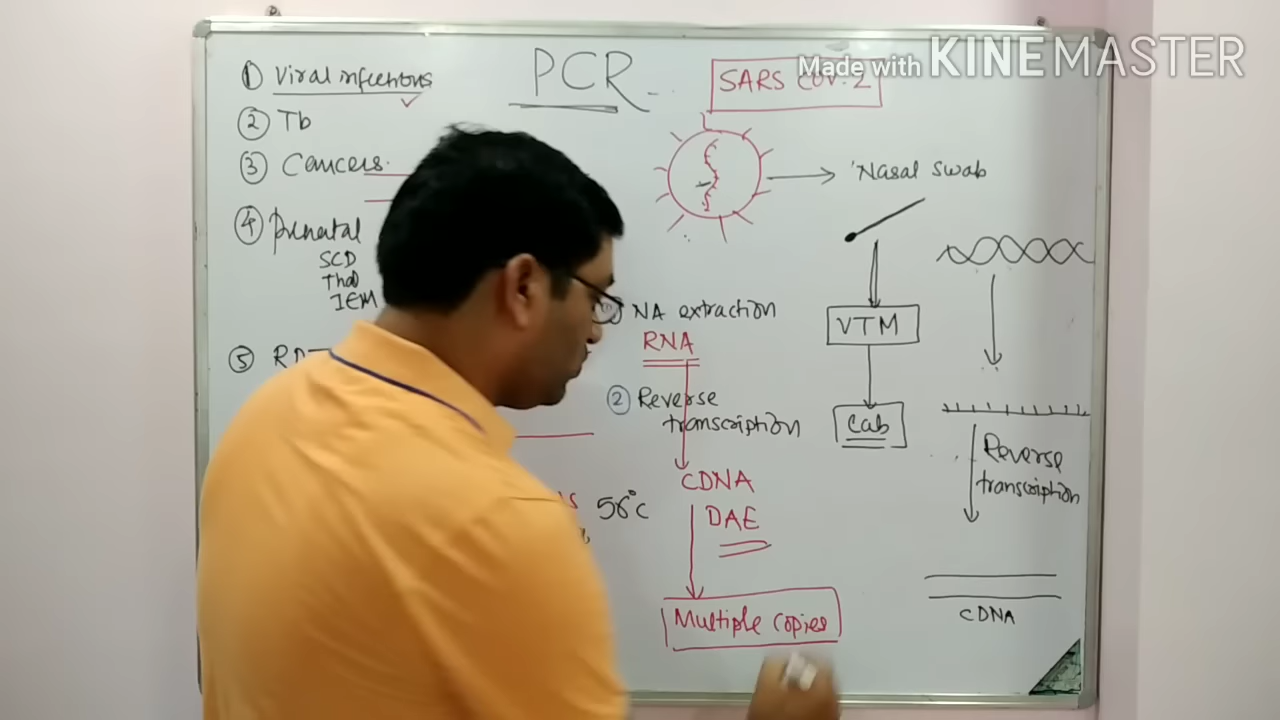 Made with KINEMASTER
PCR
SARS COV-2
① Viral infections
② Tb
③ Cancers.
④ Prenatal
SCD
Thal
IEM
⑤
Nasal swab
VTM
Lab
NA extraction
RNA
② Reverse
transcription
CDNA
DAE
Multiple copies
56°C
Reverse
transcription
CDNA